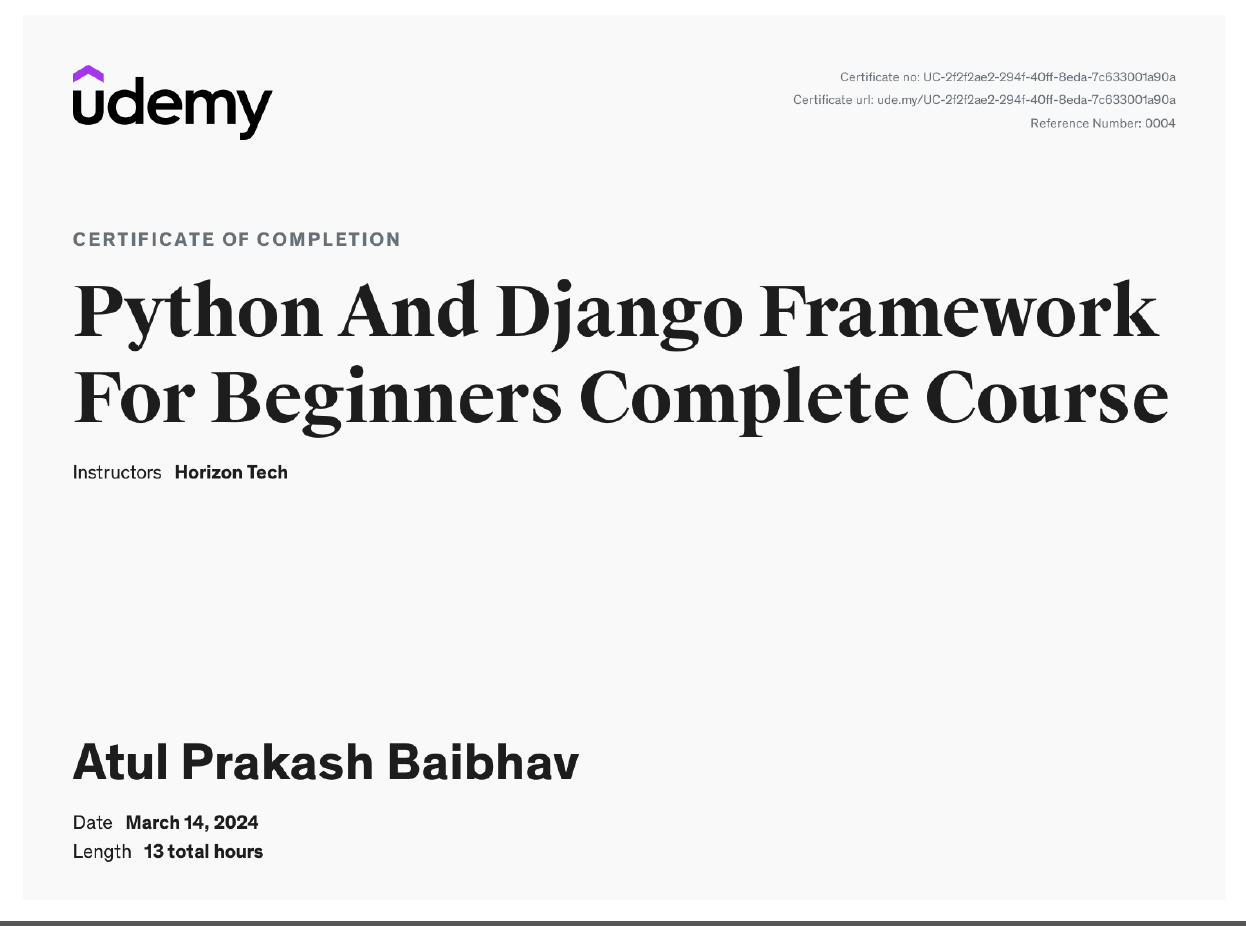 udemy
Certificate no: UC-2f2f2ae2-294f-40ff-8eda-7c633001a90a
Certificate url: ude.my/UC-2f2f2ae2-294f-40ff-8eda-7c633001a90a
Reference Number: 0004
CERTIFICATE OF COMPLETION
Python And Django Framework
For Beginners Complete Course
Instructors Horizon Tech
Atul Prakash Baibhav
Date March 14, 2024
Length 13 total hours